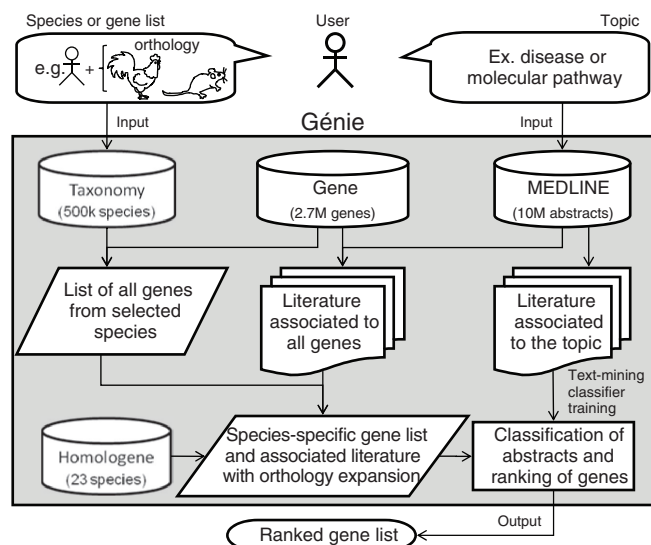 Species or gene list
User
Topic
orthology
e.g. +
Ex. disease or
molecular pathway
Input
Génie
Input
Taxonomy
(500k species)
Gene
(2.7M genes)
MEDLINE
(10M abstracts)
List of all genes
from selected
species
Literature
associated to
all genes
Literature
associated
to the topic
Text-mining
classifier
training
Homologene
(23 species)
Species-specific gene list
and associated literature
with orthology expansion
Classification of
abstracts and
ranking of genes
Output
Ranked gene list